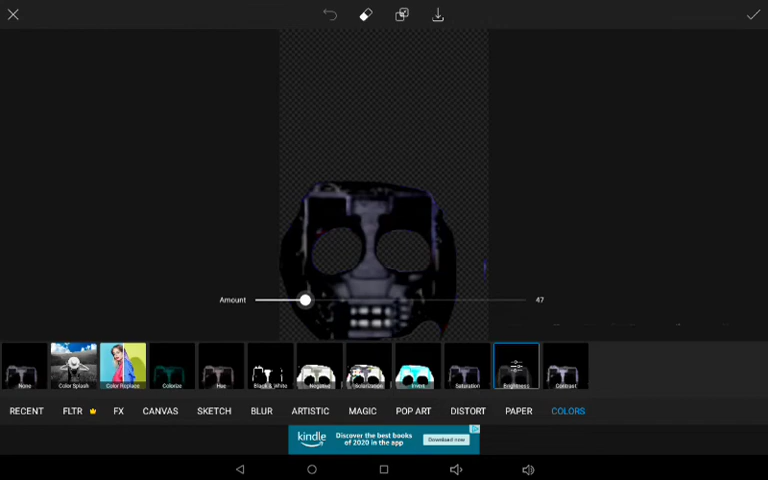 Amount 47
None Color Splash Color Replace Colorize Hue Black & White Negative Solarization Saturation Brightness Contrast
RECENT FLTR FX CANVAS SKETCH BLUR ARTISTIC MAGIC POP ART DISTORT PAPER COLORS
kindle Discover the best books of 2020 in the app Download now